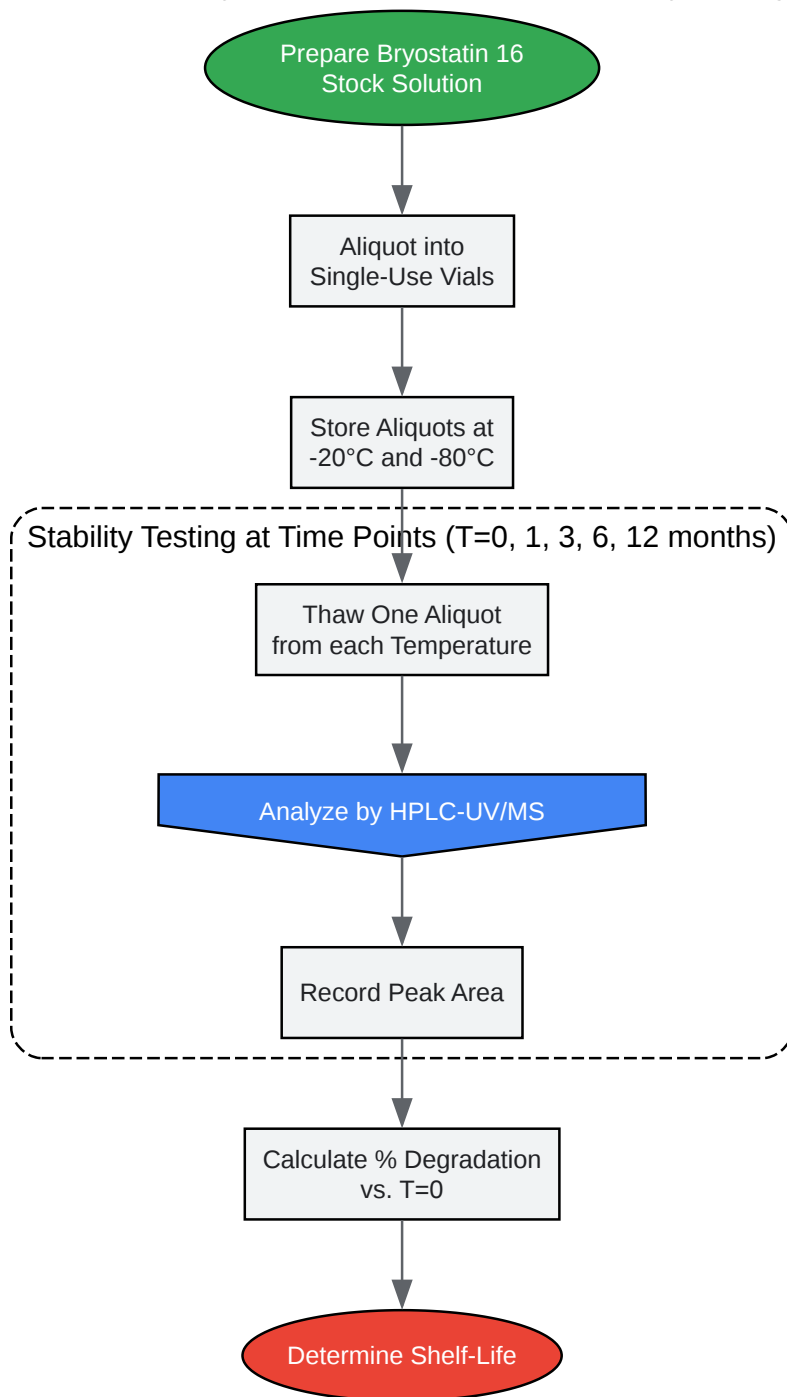 Prepare Bryostatin 16
Stock Solution
Aliquot into
Single-Use Vials
Store Aliquots at
-20°C and -80°C
Stability Testing at Time Points (T=0, 1, 3, 6, 12 months)
Thaw One Aliquot
from each Temperature
Analyze by HPLC-UV/MS
Record Peak Area
Calculate % Degradation
vs. T=0
Determine Shelf-Life